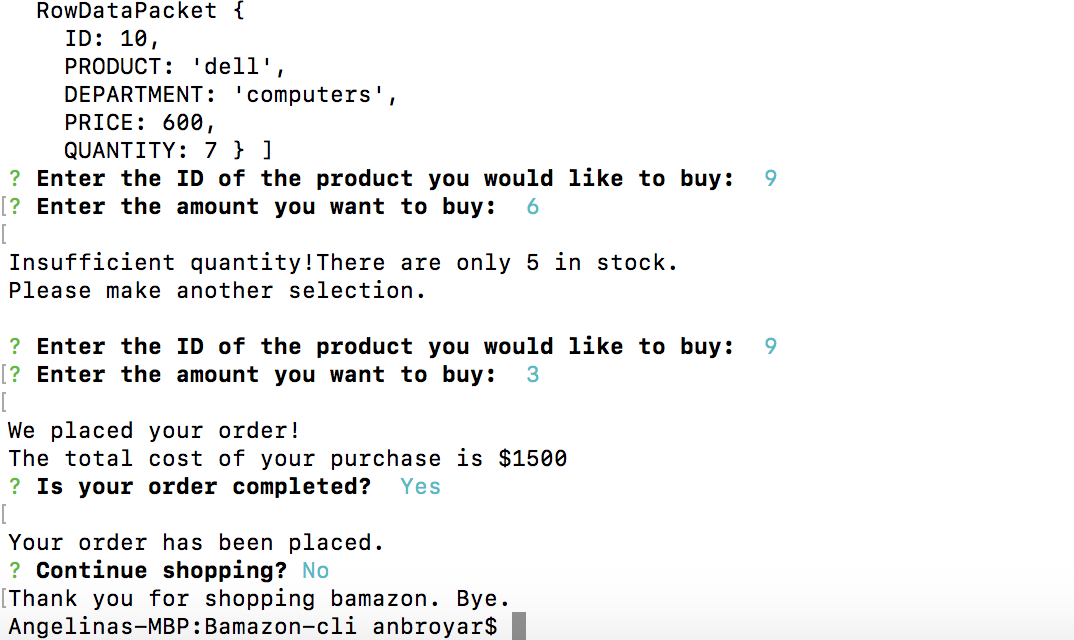 RowDataPacket {
ID: 10,
PRODUCT: 'dell',
DEPARTMENT: 'computers',
PRICE: 600,
QUANTITY: 7 } ]
? Enter the ID of the product you would like to buy: 9
[? Enter the amount you want to buy: 6
[
Insufficient quantity!There are only 5 in stock.
Please make another selection.
? Enter the ID of the product you would like to buy: 9
[? Enter the amount you want to buy: 3
[
We placed your order!
The total cost of your purchase is $1500
? Is your order completed? Yes
[
Your order has been placed.
? Continue shopping? No
[Thank you for shopping bamazon. Bye.
Angelinas-MBP:Bamazon-cli anbroyar$